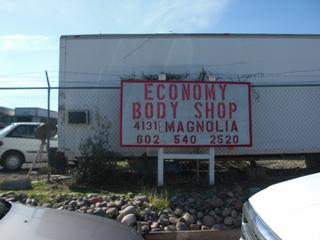 ECONOMY
BODY SHOP
4131 E MAGNOLIA
602 540 2520